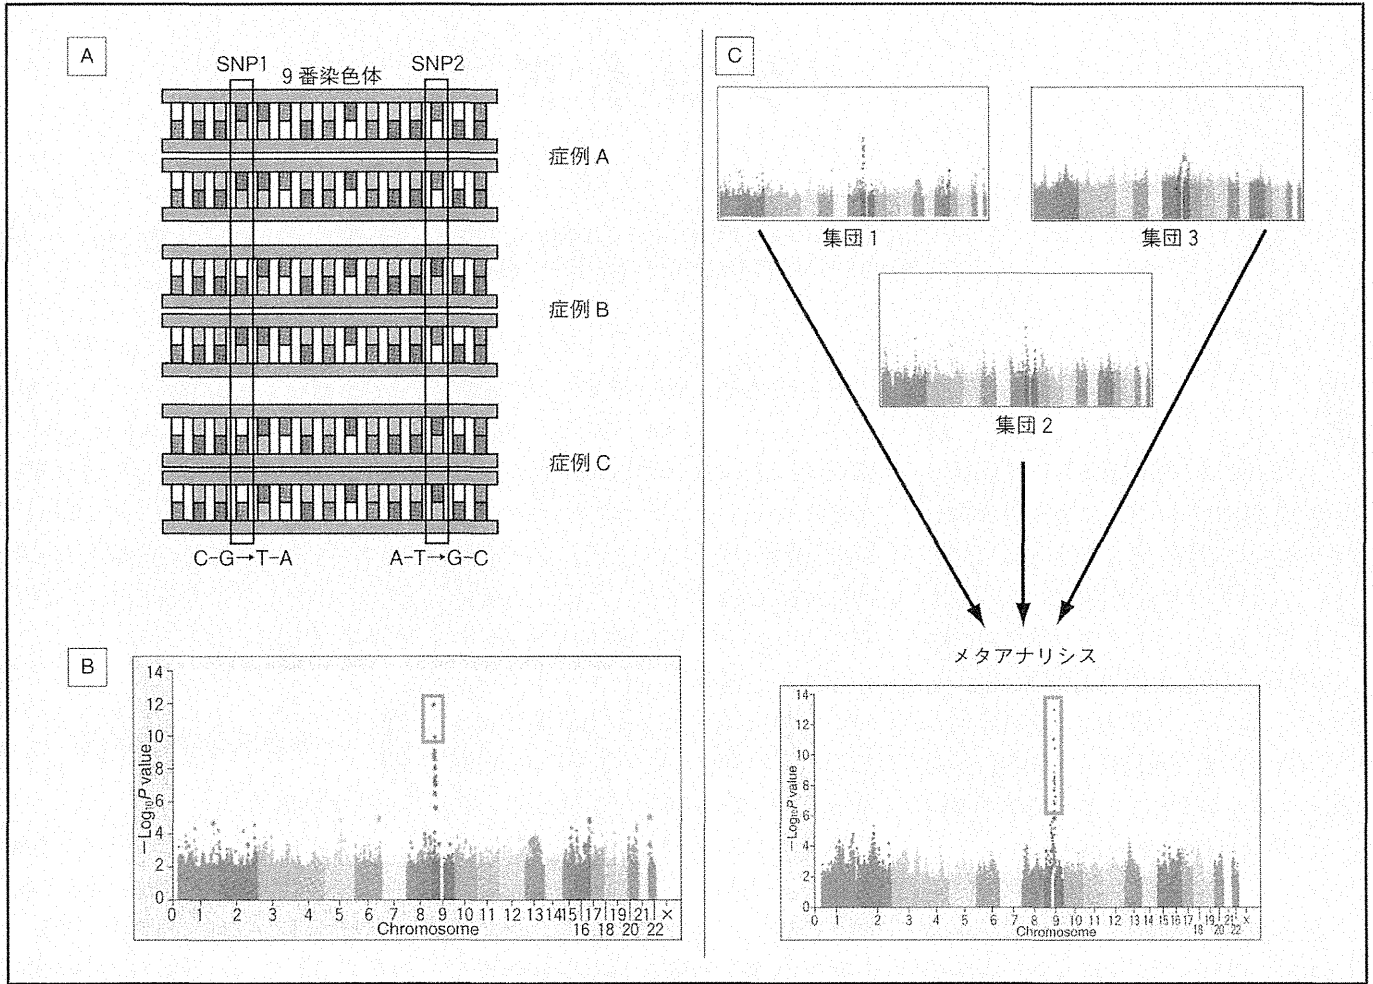 A
SNP1
SNP2
9番染色体
症例A
症例B
症例C
C-G→T-A
A-T→G-C
B
14
12
10
8
6
4
2
0
−Log₁₀P value
0 1 2 3 4 5 6 7 8 9 10 11 12 13 14 15 17 19 21 ×
16 18 20 22
Chromosome
C
集団1
集団3
集団2
メタアナリシス
14
12
10
8
6
4
2
0
−Log₁₀P value
0 1 2 3 4 5 6 7 8 9 10 11 12 13 14 15 16 17 19 21 ×
18 20 22
Chromosome